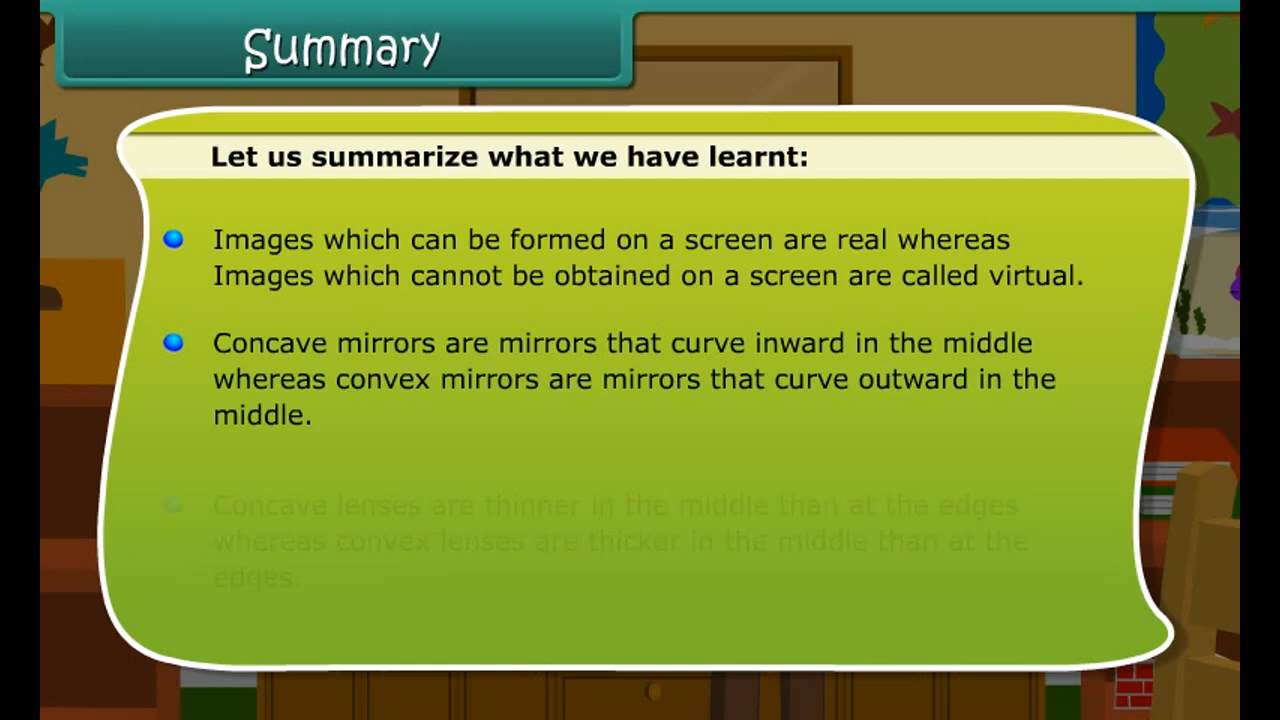 Summary
Let us summarize what we have learnt:
Images which can be formed on a screen are real whereas
Images which cannot be obtained on a screen are called virtual.
Concave mirrors are mirrors that curve inward in the middle
whereas convex mirrors are mirrors that curve outward in the
middle.
Concave lenses are thinner in the middle than at the edges
whereas convex lenses are thicker in the middle than at the
edges.